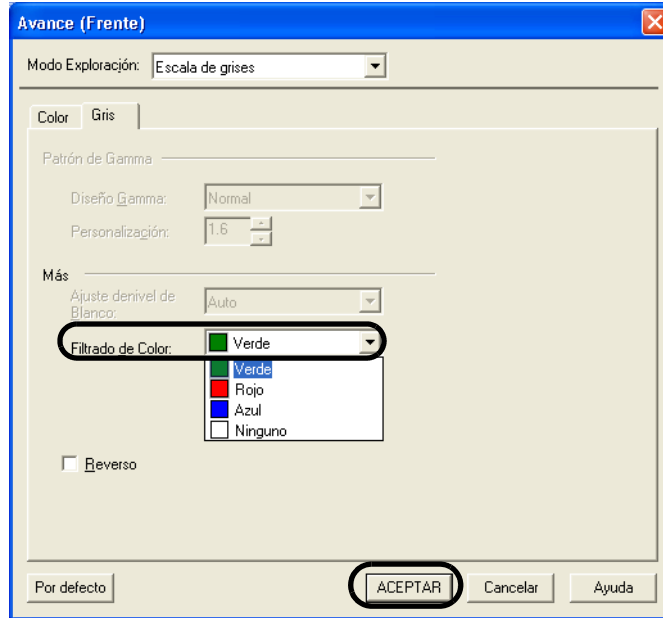 Avance (Frente)
Modo Exploración: Escala de grises
Color Gris
Patrón de Gamma
Diseño Gamma: Normal
Personalización: 1.6
Más
Ajuste denivel de
Blanco: Auto
Filtrado de Color: Verde
Verde
Rojo
Azul
Ninguno
Reverso
Por defecto ACEPTAR Cancelar Ayuda